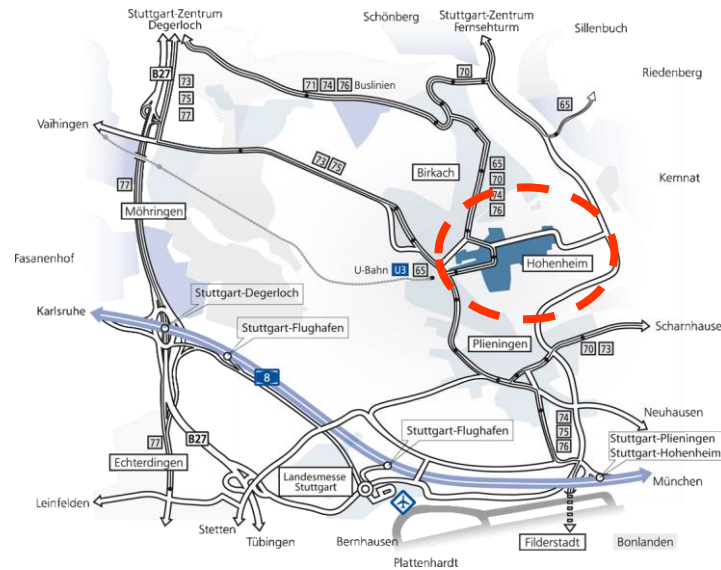 Stuttgart-Zentrum
Degerloch
Schönberg
Stuttgart-Zentrum
Fernsehturm
Sillenbuch
B27
73
75
77
71 74 76 Buslinien
70
Riedenberg
65
Vaihingen
73 75
Birkach
65
70
74
76
Kemnat
77
Möhringen
Fasanenhof
U-Bahn U3 65
Hohenheim
Karlsruhe
Stuttgart-Degerloch
Stuttgart-Flughafen
Plieningen
Scharnhause
70 73
8
Neuhausen
74
75
76
77
B27
Stuttgart-Flughafen
Stuttgart-Plieningen
Stuttgart-Hohenheim
Echterdingen
Landesmesse
Stuttgart
München
Leinfelden
Stetten
Tübingen
Bernhausen
Filderstadt
Bonlanden
Plattenhardt